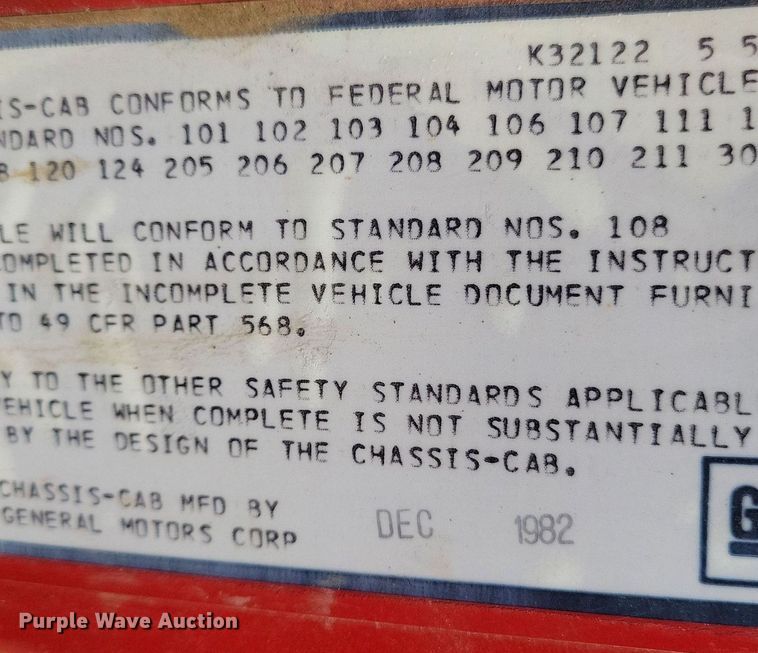 K32122 5 5
IS-CAB CONFORMS TO FEDERAL MOTOR VEHICLE
NDARD NOS. 101 102 103 104 106 107 111 1
8 120 124 205 206 207 208 209 210 211 30
LE WILL CONFORM TO STANDARD NOS. 108
OMPLETED IN ACCORDANCE WITH THE INSTRUCT
IN THE INCOMPLETE VEHICLE DOCUMENT FURNI
TO 49 CFR PART 568.
Y TO THE OTHER SAFETY STANDARDS APPLICABL
EHICLE WHEN COMPLETE IS NOT SUBSTANTIALLY
BY THE DESIGN OF THE CHASSIS-CAB.
CHASSIS-CAB MFD BY
GENERAL MOTORS CORP DEC 1982
G
Purple Wave Auction